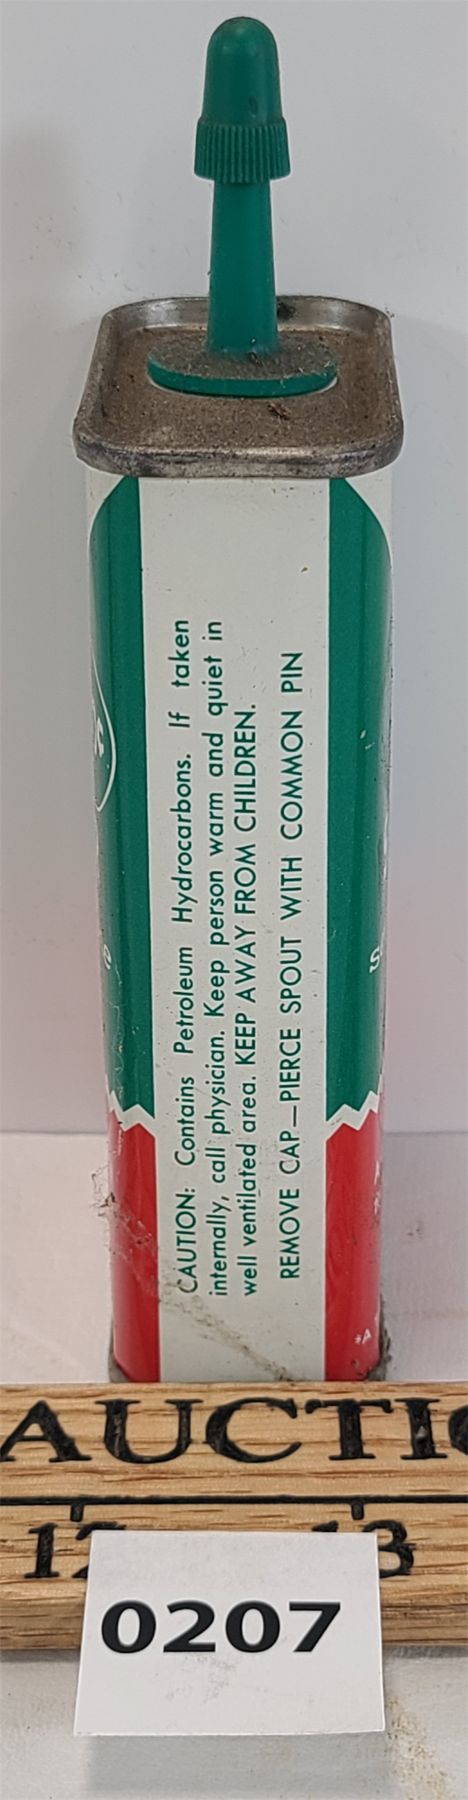 CAUTION: Contains Petroleum Hydrocarbons. If taken
internally, call physician. Keep person warm and quiet in
well ventilated area. KEEP AWAY FROM CHILDREN.
REMOVE CAP—PIERCE SPOUT WITH COMMON PIN
AUCTIO
12 13
0207